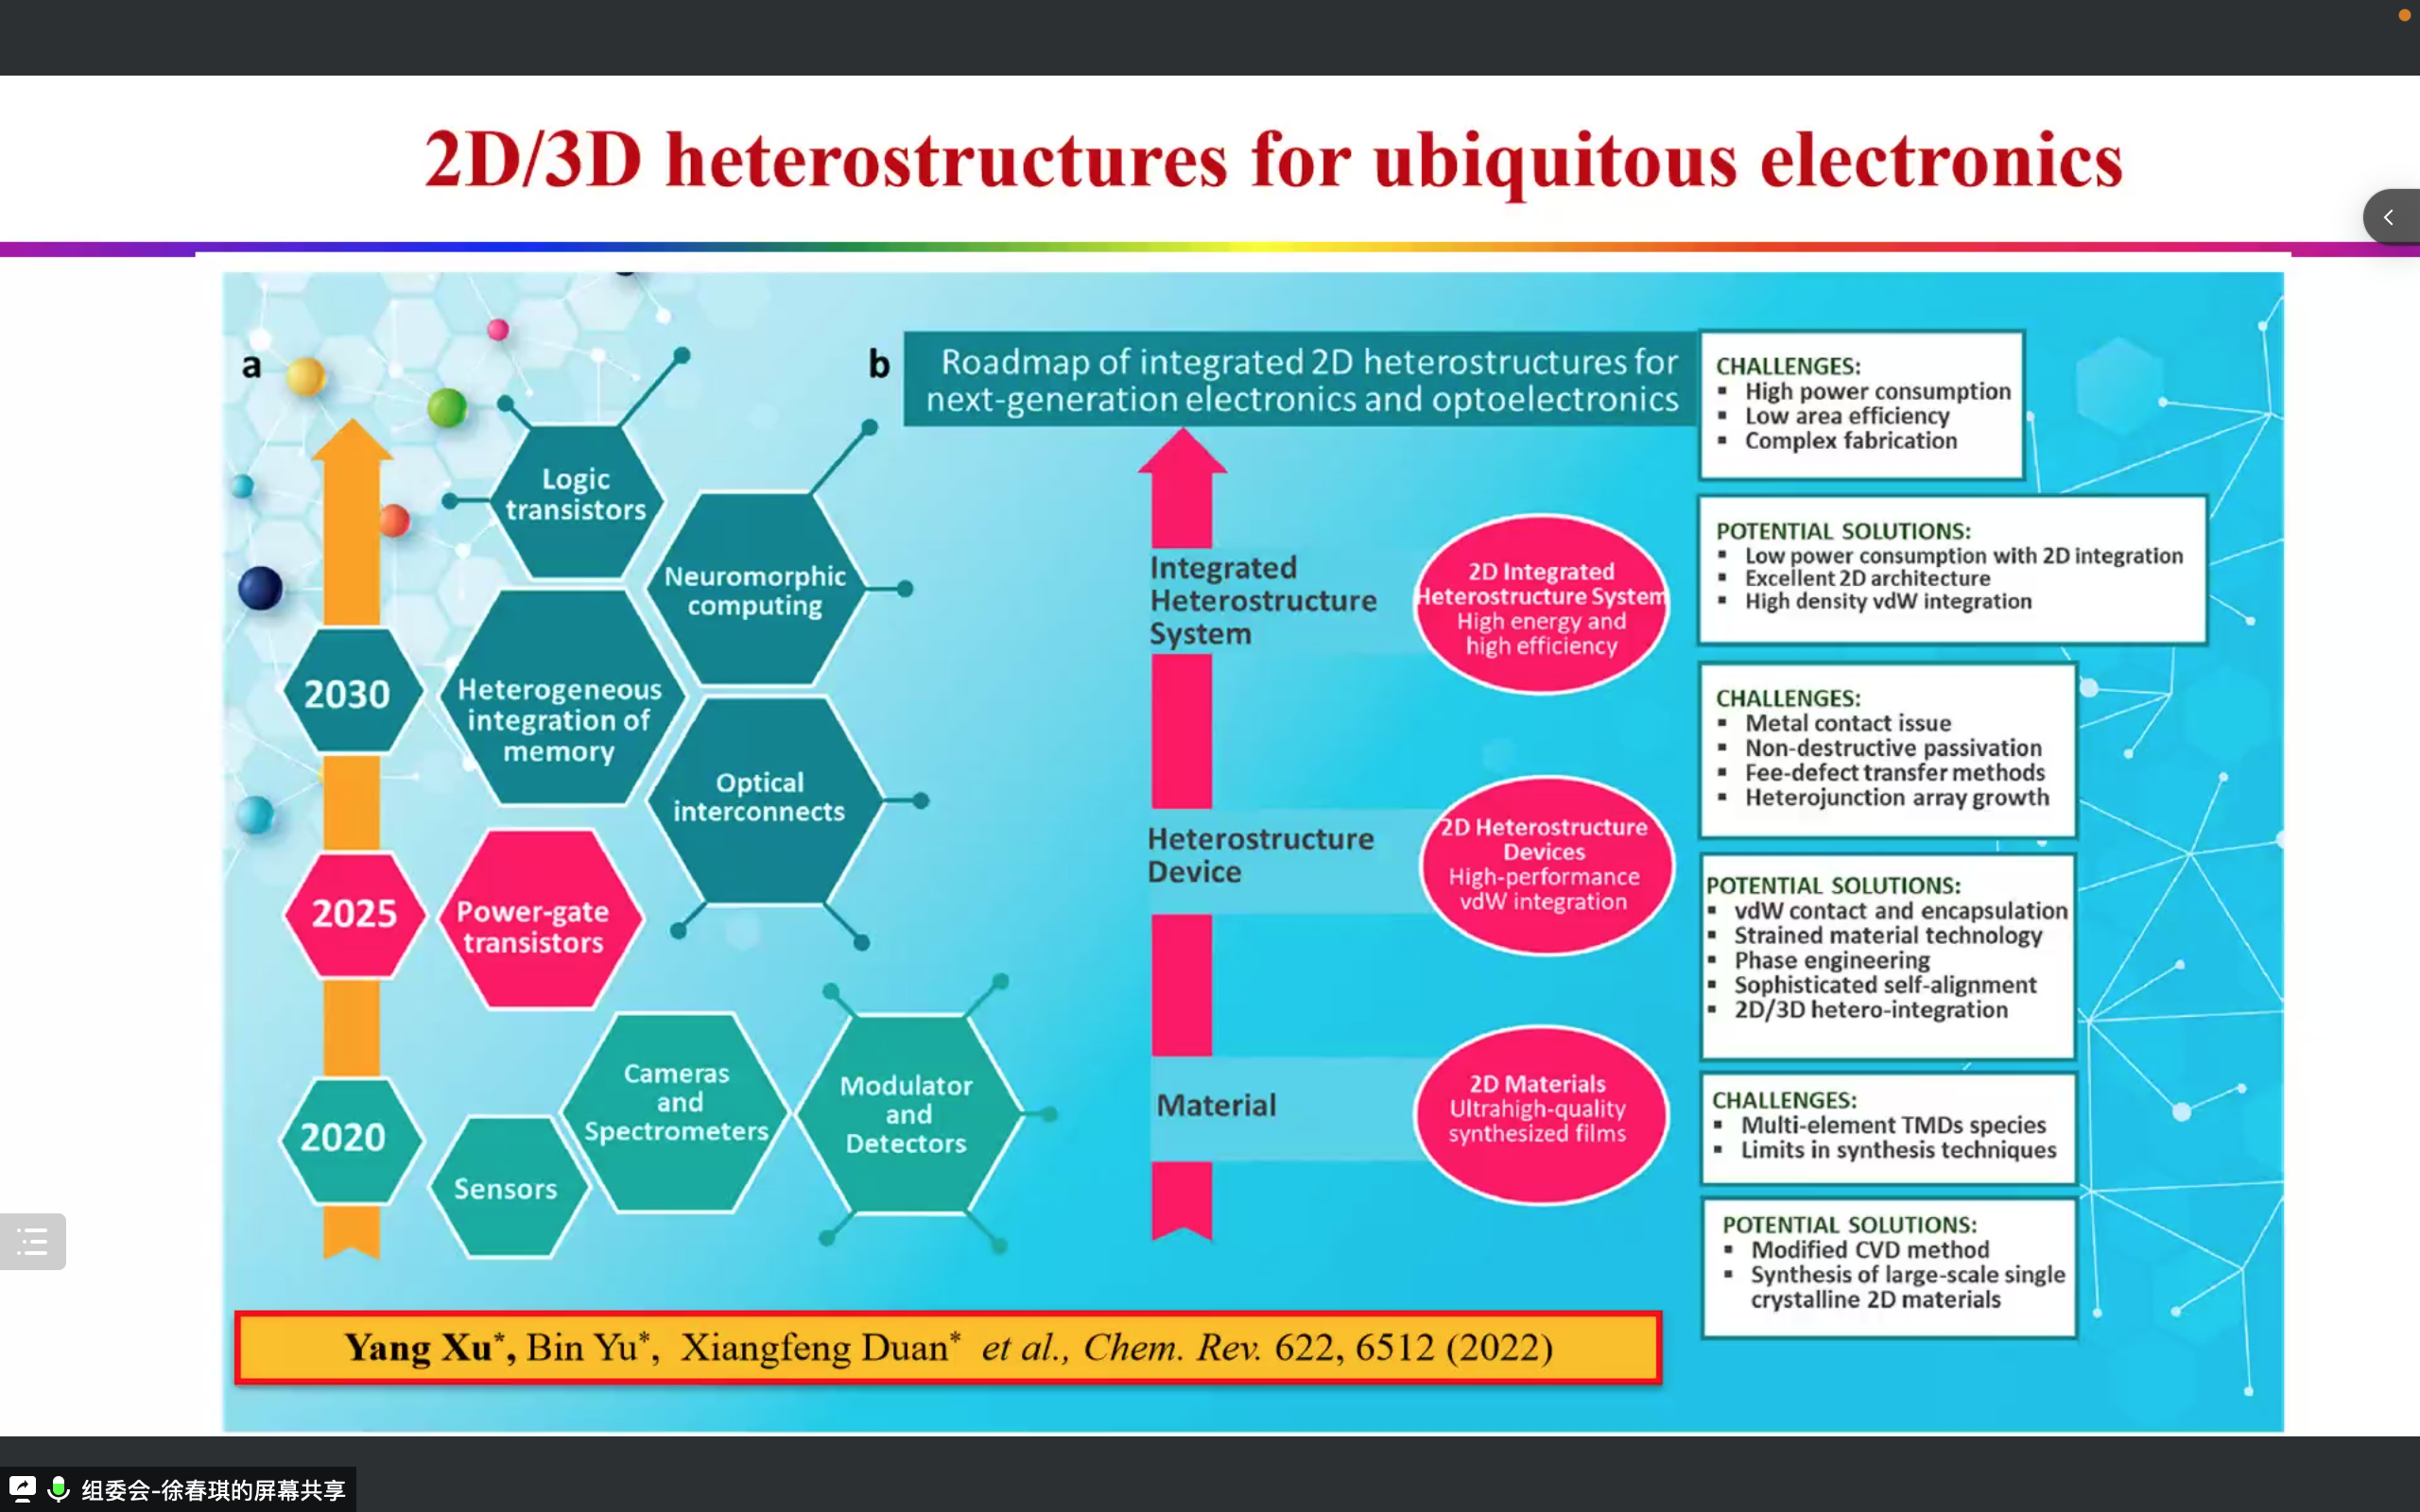 2D/3D heterostructures for ubiquitous electronics
a
Logic
transistors
Neuromorphic
computing
2030
Heterogeneous
integration of
memory
Optical
interconnects
2025
Power-gate
transistors
2020
Sensors
Cameras
and
Spectrometers
Modulator
and
Detectors
b
Roadmap of integrated 2D heterostructures for
next-generation electronics and optoelectronics
Integrated
Heterostructure
System
2D Integrated
Heterostructure System
High energy and
high efficiency
Heterostructure
Device
2D Heterostructure
Devices
High-performance
vdW integration
Material
2D Materials
Ultrahigh-quality
synthesized films
CHALLENGES:
▪ High power consumption
▪ Low area efficiency
▪ Complex fabrication
POTENTIAL SOLUTIONS:
▪ Low power consumption with 2D integration
▪ Excellent 2D architecture
▪ High density vdW integration
CHALLENGES:
▪ Metal contact issue
▪ Non-destructive passivation
▪ Fee-defect transfer methods
▪ Heterojunction array growth
POTENTIAL SOLUTIONS:
▪ vdW contact and encapsulation
▪ Strained material technology
▪ Phase engineering
▪ Sophisticated self-alignment
▪ 2D/3D hetero-integration
CHALLENGES:
▪ Multi-element TMDs species
▪ Limits in synthesis techniques
POTENTIAL SOLUTIONS:
▪ Modified CVD method
▪ Synthesis of large-scale single
crystalline 2D materials
Yang Xu*, Bin Yu*, Xiangfeng Duan* et al., Chem. Rev. 622, 6512 (2022)
组委会-徐春琪的屏幕共享